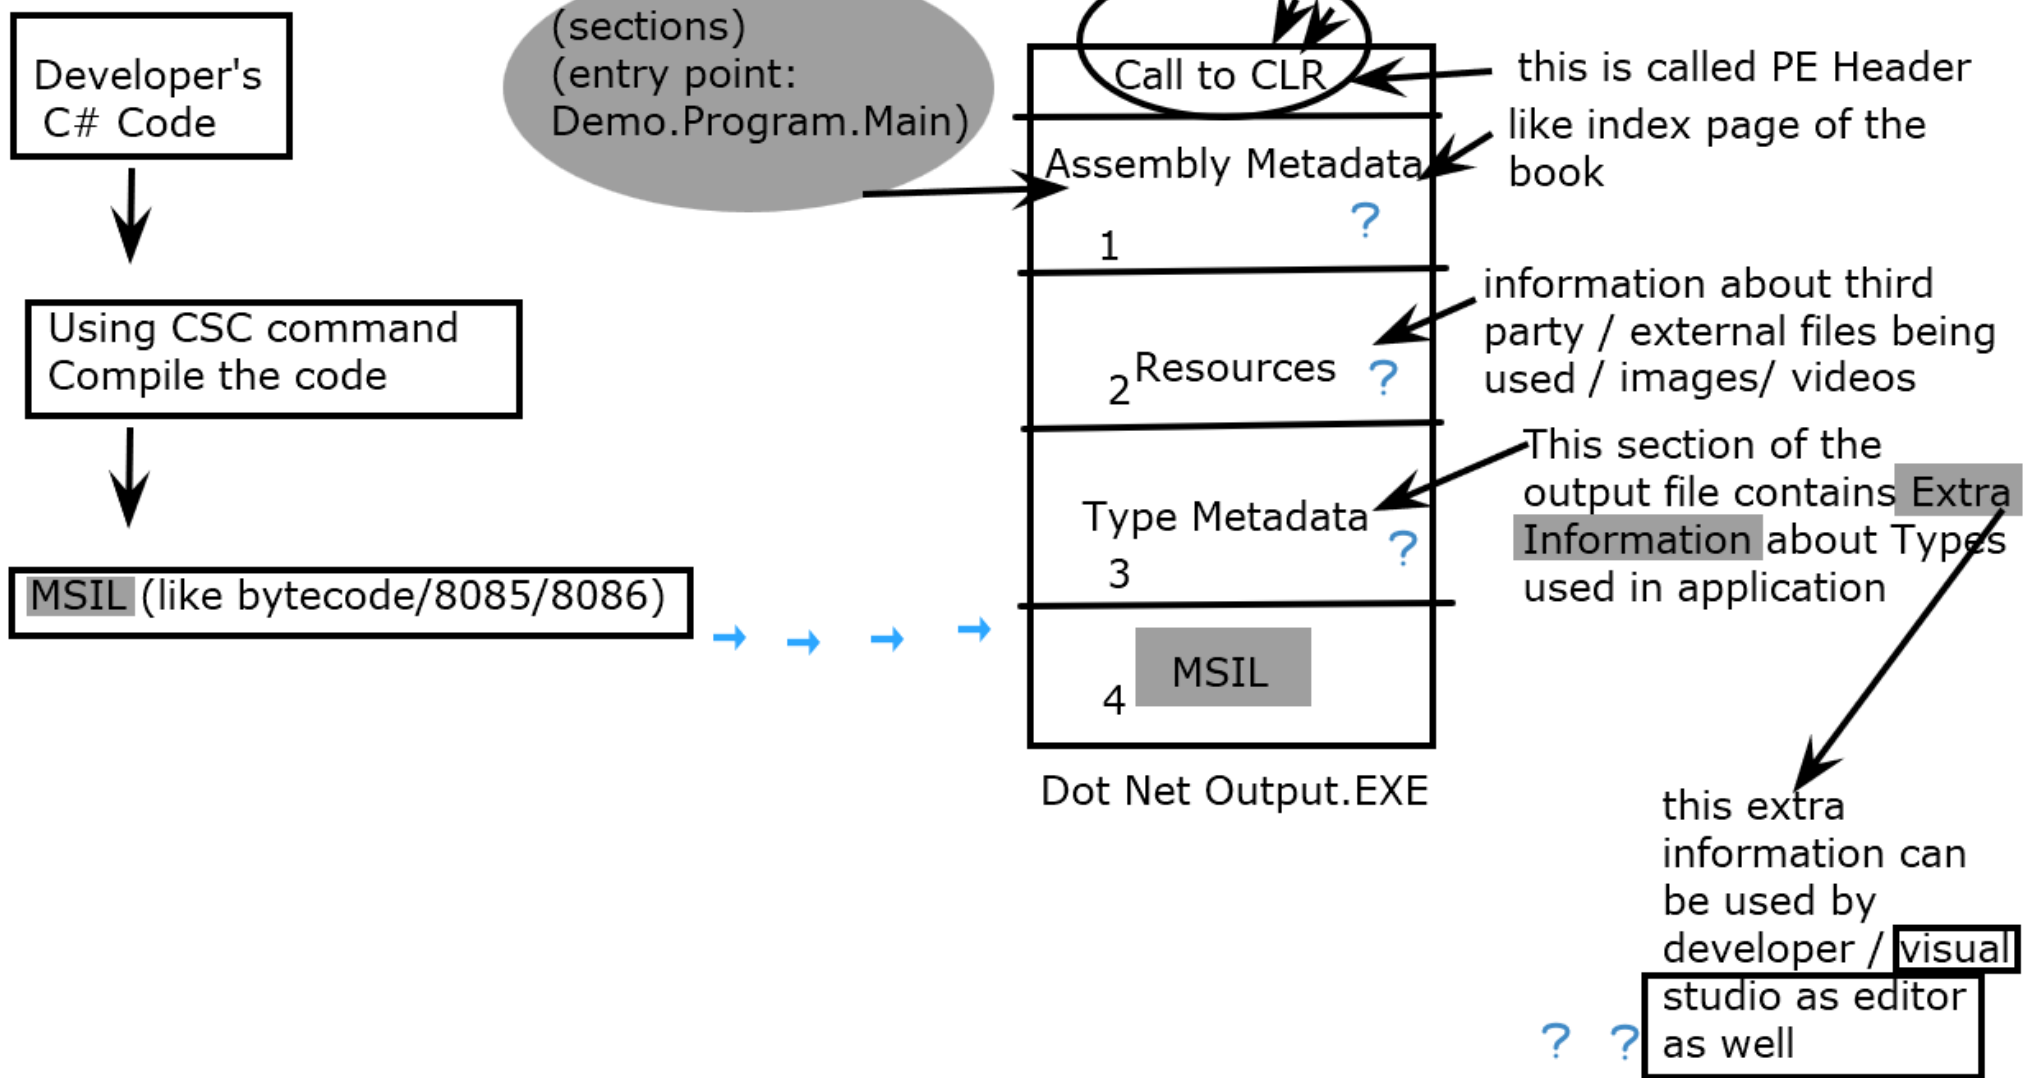 Developer's
C# Code
Using CSC command
Compile the code
MSIL (like bytecode/8085/8086)
(sections)
(entry point:
Demo.Program.Main)
Call to CLR
Assembly Metadata
?
1
Resources
2
?
Type Metadata
?
3
MSIL
4
Dot Net Output.EXE
this is called PE Header
like index page of the
book
information about third
party / external files being
used / images/ videos
This section of the
output file contains Extra
Information about Types
used in application
this extra
information can
be used by
developer / visual
studio as editor
as well
? ?